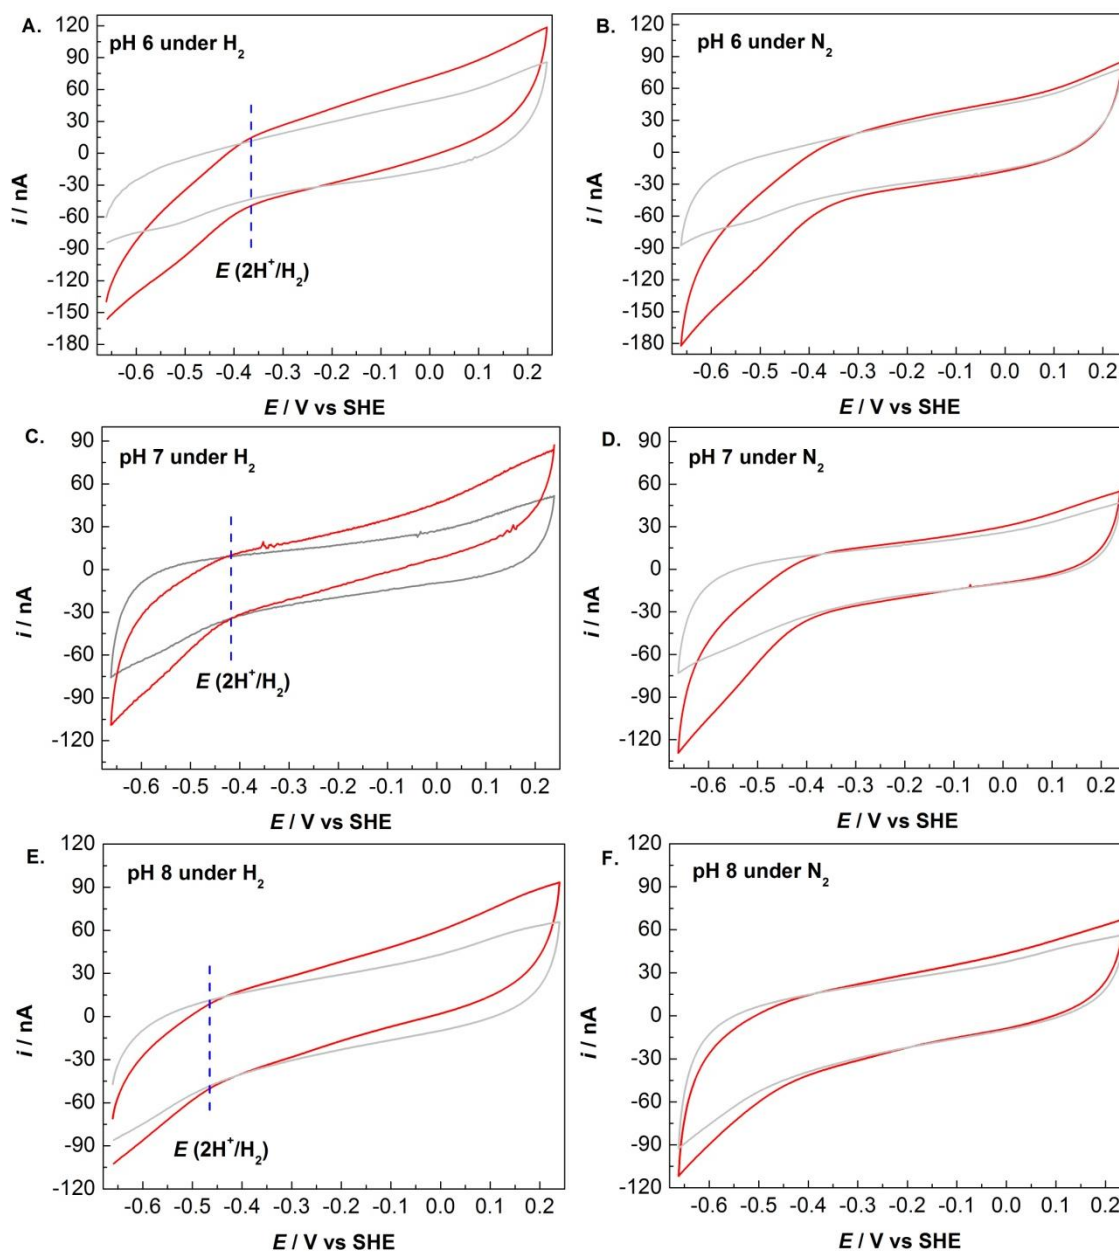 A.
pH 6 under H₂
120
90
60
30
0
-30
-60
-90
-120
-150
-180
i / nA
E (2H⁺/H₂)
-0.6 -0.5 -0.4 -0.3 -0.2 -0.1 0.0 0.1 0.2
E / V vs SHE
B.
pH 6 under N₂
120
90
60
30
0
-30
-60
-90
-120
-150
-180
i / nA
-0.6 -0.5 -0.4 -0.3 -0.2 -0.1 0.0 0.1 0.2
E / V vs SHE
C.
pH 7 under H₂
90
60
30
0
-30
-60
-90
-120
i / nA
E (2H⁺/H₂)
-0.6 -0.5 -0.4 -0.3 -0.2 -0.1 0.0 0.1 0.2
E / V vs SHE
D.
pH 7 under N₂
90
60
30
0
-30
-60
-90
-120
i / nA
-0.6 -0.5 -0.4 -0.3 -0.2 -0.1 0.0 0.1 0.2
E / V vs SHE
E.
pH 8 under H₂
120
90
60
30
0
-30
-60
-90
-120
i / nA
E (2H⁺/H₂)
-0.6 -0.5 -0.4 -0.3 -0.2 -0.1 0.0 0.1 0.2
E / V vs SHE
F.
pH 8 under N₂
120
90
60
30
0
-30
-60
-90
-120
i / nA
-0.6 -0.5 -0.4 -0.3 -0.2 -0.1 0.0 0.1 0.2
E / V vs SHE